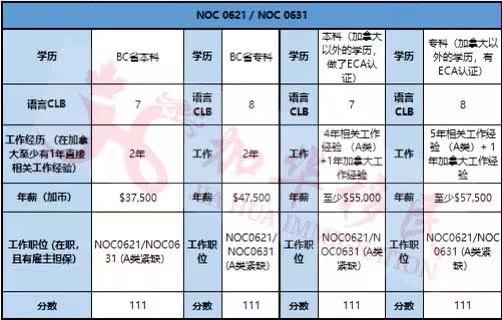 NOC 0621 / NOC 0631
学历 BC省本科 学历 BC省专科 学历 本科（加拿大以外的学历，做了ECA认证） 学历 专科（加拿大以外的学历，有ECA认证）
语言CLB 7 语言CLB 8 语言CLB 7 语言CLB 8
工作经历 （在加拿大至少有1年直接相关工作经验） 2年 工作 2年 工作 4年相关工作经验 （A类）+1年加拿大工作经验 工作 5年相关工作经验（A类）+ 1年加拿大工作经验
年薪（加币） $37,500 年薪 $47,500 年薪 至少$55,000 年薪 至少$57,500
工作职位 (在职，且有雇主担保） NOC0621/NOC0631 (A类紧缺） 工作职位 NOC0621/NOC0631 (A类紧缺） 工作职位 NOC0621/NOC0631 (A类紧缺） 工作职位 NOC0621/NOC0631 (A类紧缺）
分数 111 分数 111 分数 111 分数 111